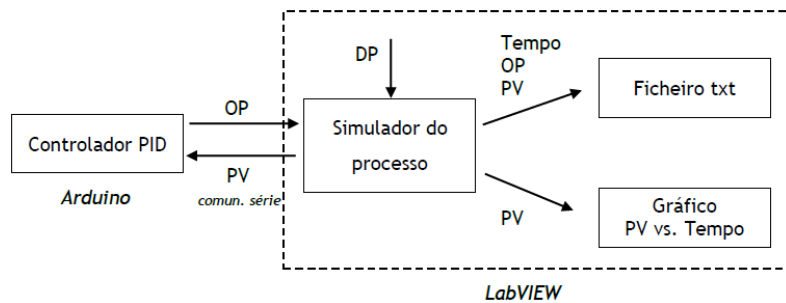 Controlador PID
Arduino
OP
PV
comun. série
DP
Simulador do
processo
Tempo
OP
PV
PV
Ficheiro txt
Gráfico
PV vs. Tempo
LabVIEW